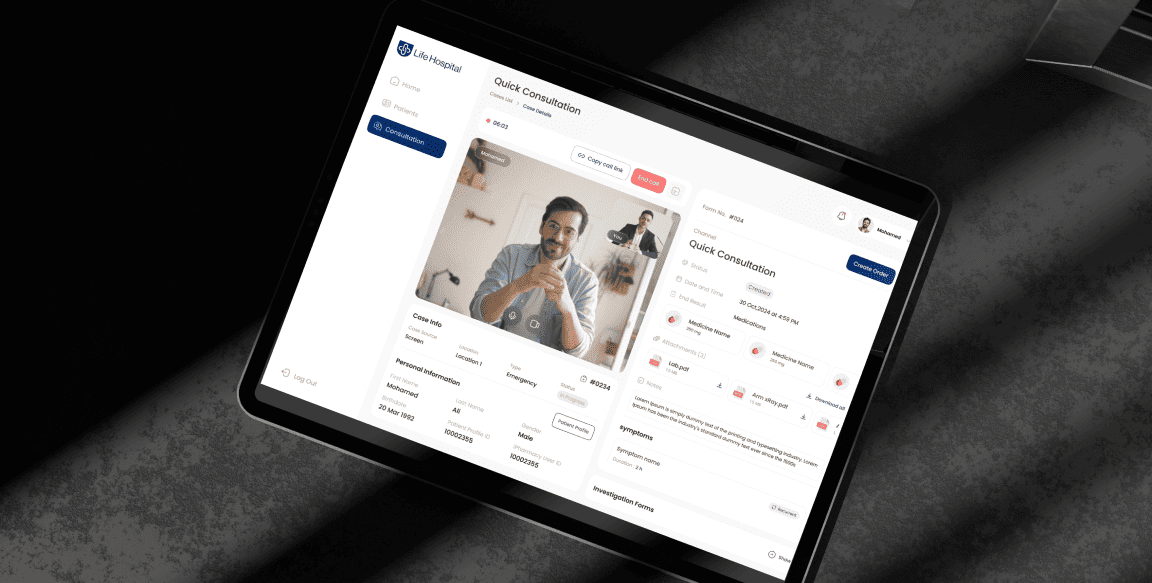 Life Hospital
Home
Patients
Consultation
Log Out
Quick Consultation
Cases List > Case Details
06:03
Copy call link
End call
Mohamed
You
Case Info
#0234
Case Source
Screen
Location
Location 1
Type
Emergency
Status
In Progress
Personal Information
Patient Profile
First Name
Mohamed
Last Name
Ali
Gender
Male
Birthdate
20 Mar 1992
Patient Profile ID
10002355
iPharmacy User ID
10002355
Mohamed
Form No. #024
Create Order
Channel
Quick Consultation
Status
Created
Date and Time
30 Oct,2024 at 4:59 PM
End Result
Medications
Medicine Name
250 mg
Medicine Name
250 mg
Attachments (3)
Download all
Lab.pdf
1.5 MB
Arm xRay.pdf
1.5 MB
Notes
Lorem Ipsum is simply dummy text of the printing and typesetting industry. Lorem
Ipsum has been the industry's standard dummy text ever since the 1500s
symptoms
Symptom name
Duration : 2 h
Recurrent
Investigation Forms
Show